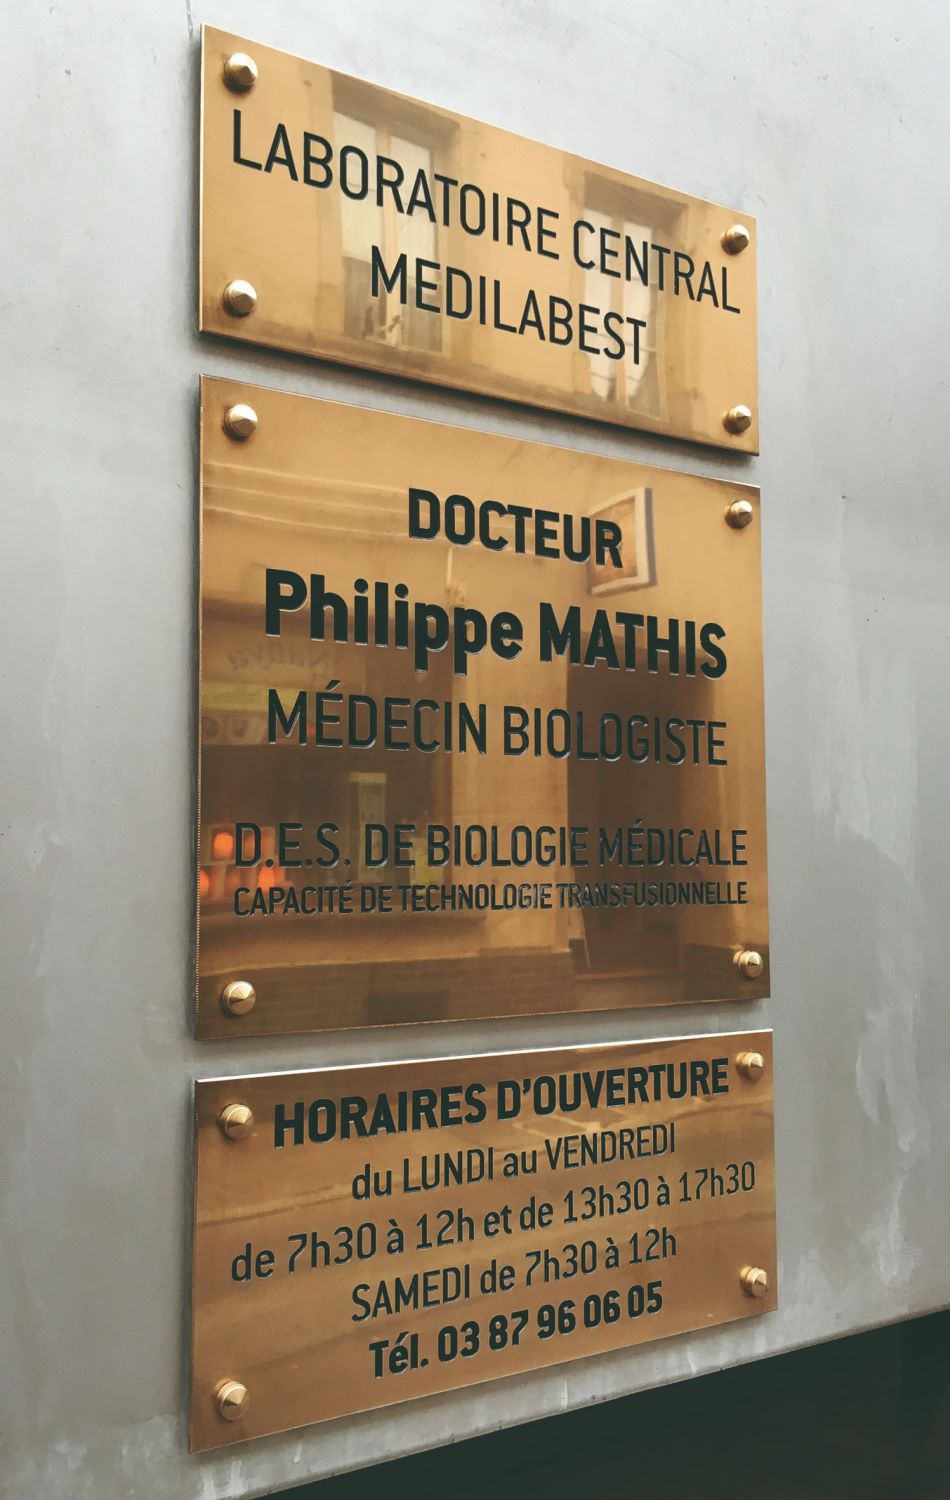 LABORATOIRE CENTRAL
MEDILABEST
DOCTEUR
Philippe MATHIS
MÉDECIN BIOLOGISTE
D.E.S. DE BIOLOGIE MÉDICALE
CAPACITÉ DE TECHNOLOGIE TRANSFUSIONNELLE
HORAIRES D'OUVERTURE
du LUNDI au VENDREDI
de 7h30 à 12h et de 13h30 à 17h30
SAMEDI de 7h30 à 12h
Tél. 03 87 96 06 05